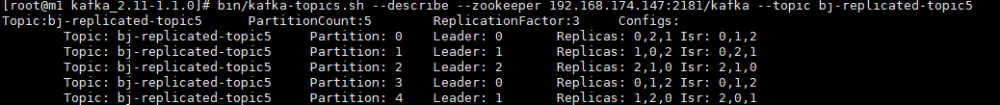 [root@m1 kafka_2.11-1.1.0]# bin/kafka-topics.sh --describe --zookeeper 192.168.174.147:2181/kafka --topic bj-replicated-topic5
Topic:bj-replicated-topic5 PartitionCount:5 ReplicationFactor:3 Configs:
Topic: bj-replicated-topic5 Partition: 0 Leader: 0 Replicas: 0,2,1 Isr: 0,1,2
Topic: bj-replicated-topic5 Partition: 1 Leader: 1 Replicas: 1,0,2 Isr: 0,2,1
Topic: bj-replicated-topic5 Partition: 2 Leader: 2 Replicas: 2,1,0 Isr: 2,1,0
Topic: bj-replicated-topic5 Partition: 3 Leader: 0 Replicas: 0,1,2 Isr: 0,1,2
Topic: bj-replicated-topic5 Partition: 4 Leader: 1 Replicas: 1,2,0 Isr: 2,0,1